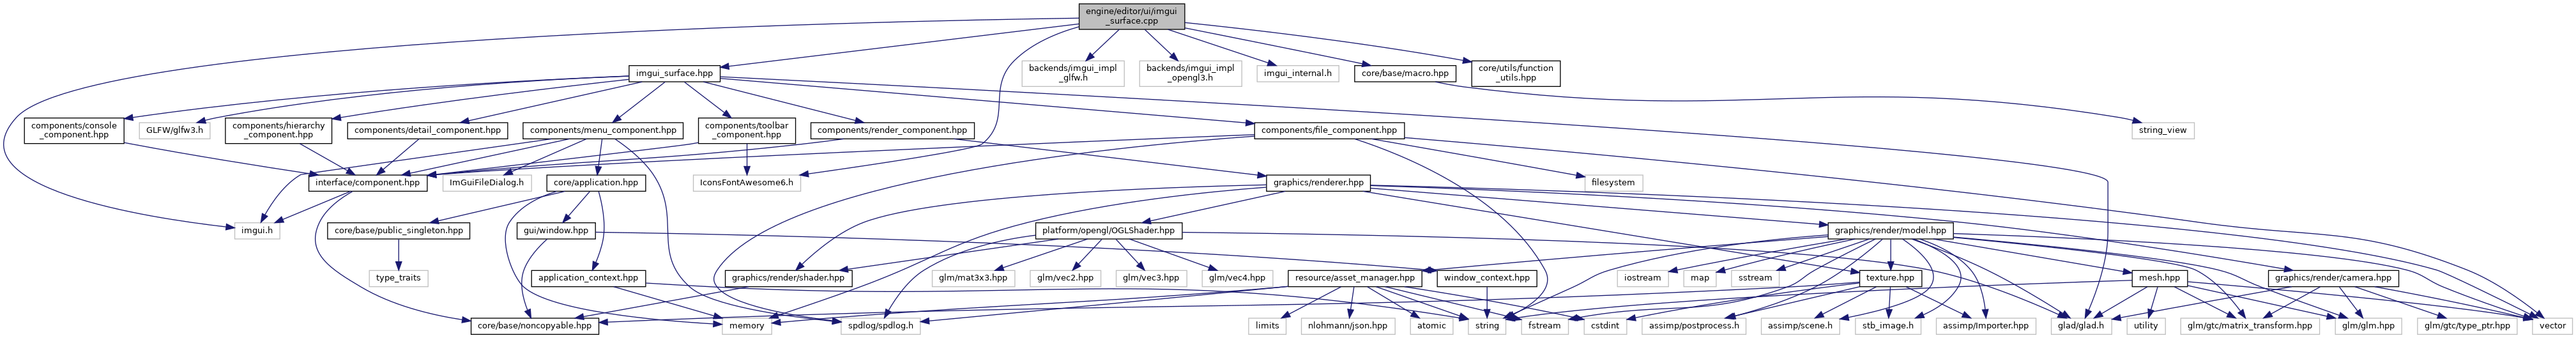 engine/editor/ui/imgui
_surface.cpp
imgui_surface.hpp
backends/imgui_impl
_glfw.h
backends/imgui_impl
_opengl3.h
imgui_internal.h
core/base/macro.hpp
core/utils/function
_utils.hpp
components/console
_component.hpp
GLFW/glfw3.h
components/hierarchy
_component.hpp
components/detail_component.hpp
components/menu_component.hpp
components/toolbar
_component.hpp
components/render_component.hpp
components/file_component.hpp
string_view
interface/component.hpp
ImGuiFileDialog.h
core/application.hpp
IconsFontAwesome6.h
graphics/renderer.hpp
filesystem
imgui.h
core/base/public_singleton.hpp
gui/window.hpp
platform/opengl/OGLShader.hpp
graphics/render/model.hpp
type_traits
application_context.hpp
graphics/render/shader.hpp
glm/mat3x3.hpp
glm/vec2.hpp
glm/vec3.hpp
glm/vec4.hpp
resource/asset_manager.hpp
window_context.hpp
iostream
map
sstream
texture.hpp
mesh.hpp
graphics/render/camera.hpp
core/base/noncopyable.hpp
memory
spdlog/spdlog.h
limits
nlohmann/json.hpp
atomic
string
fstream
cstdint
assimp/postprocess.h
assimp/scene.h
stb_image.h
assimp/Importer.hpp
glad/glad.h
utility
glm/gtc/matrix_transform.hpp
glm/glm.hpp
glm/gtc/type_ptr.hpp
vector